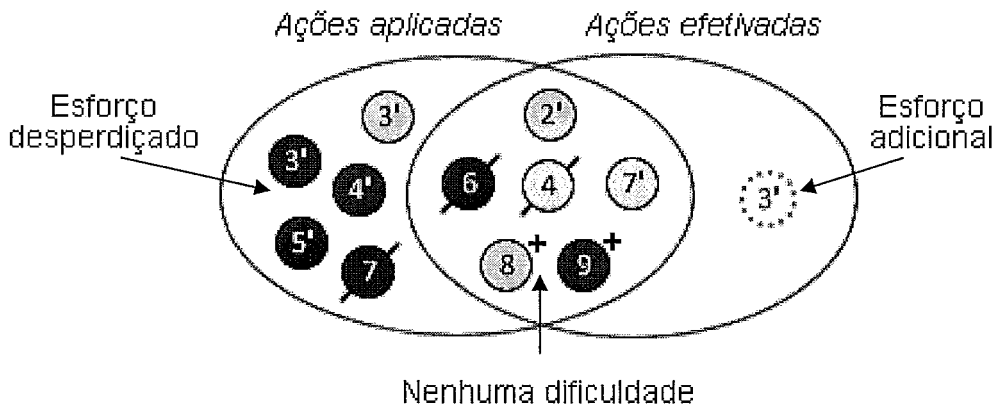 Ações aplicadas Ações efetivadas
Esforço desperdiçado
Esforço adicional
3' 2'
3' 4' 6 4 7' 3'
5' 7 8+ 9+
Nenhuma dificuldade